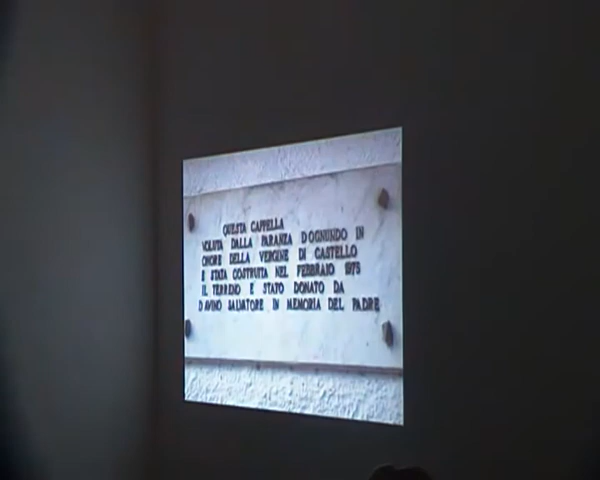 QUESTA CAPPELLA
VOLUTA DALLA PARANZA D'OGNUNDO IN
ONORE DELLA VERGINE DI CASTELLO
E STATA COSTRUITA NEL FEBBRAIO 1975
IL TERRENO E STATO DONATO DA
D'AVINO SALVATORE IN MEMORIA DEL PADRE